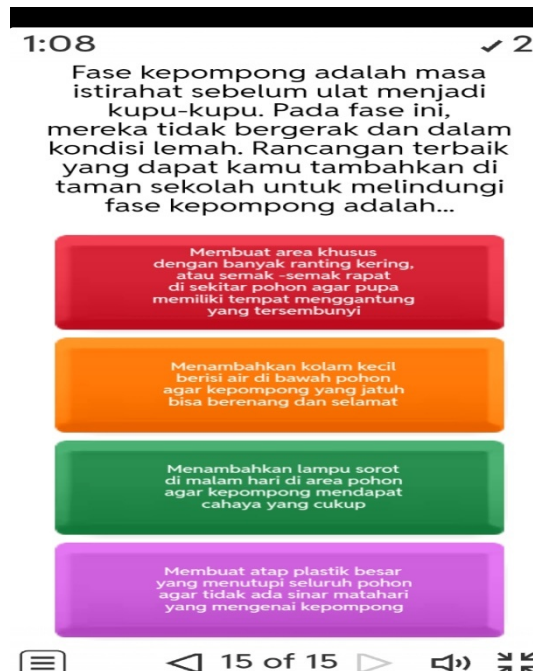 1:08
✓ 2
Fase kepompong adalah masa
istirahat sebelum ulat menjadi
kupu-kupu. Pada fase ini,
mereka tidak bergerak dan dalam
kondisi lemah. Rancangan terbaik
yang dapat kamu tambahkan di
taman sekolah untuk melindungi
fase kepompong adalah...
Membuat area khusus
dengan banyak ranting kering,
atau semak -semak rapat
di sekitar pohon agar pupa
memiliki tempat menggantung
yang tersembunyi
Menambahkan kolam kecil
berisi air di bawah pohon
agar kepompong yang jatuh
bisa berenang dan selamat
Menambahkan lampu sorot
di malam hari di area pohon
agar kepompong mendapat
cahaya yang cukup
Membuat atap plastik besar
yang menutupi seluruh pohon
agar tidak ada sinar matahari
yang mengenai kepompong
15 of 15